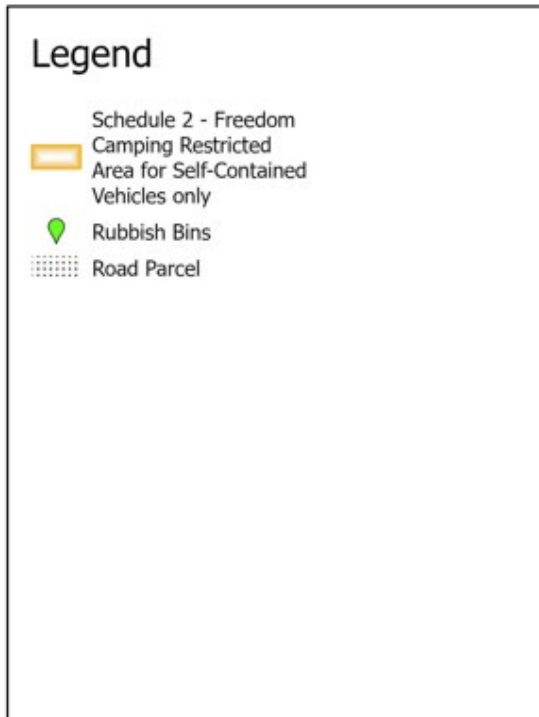 Legend
Schedule 2 - Freedom
Camping Restricted
Area for Self-Contained
Vehicles only
Rubbish Bins
Road Parcel